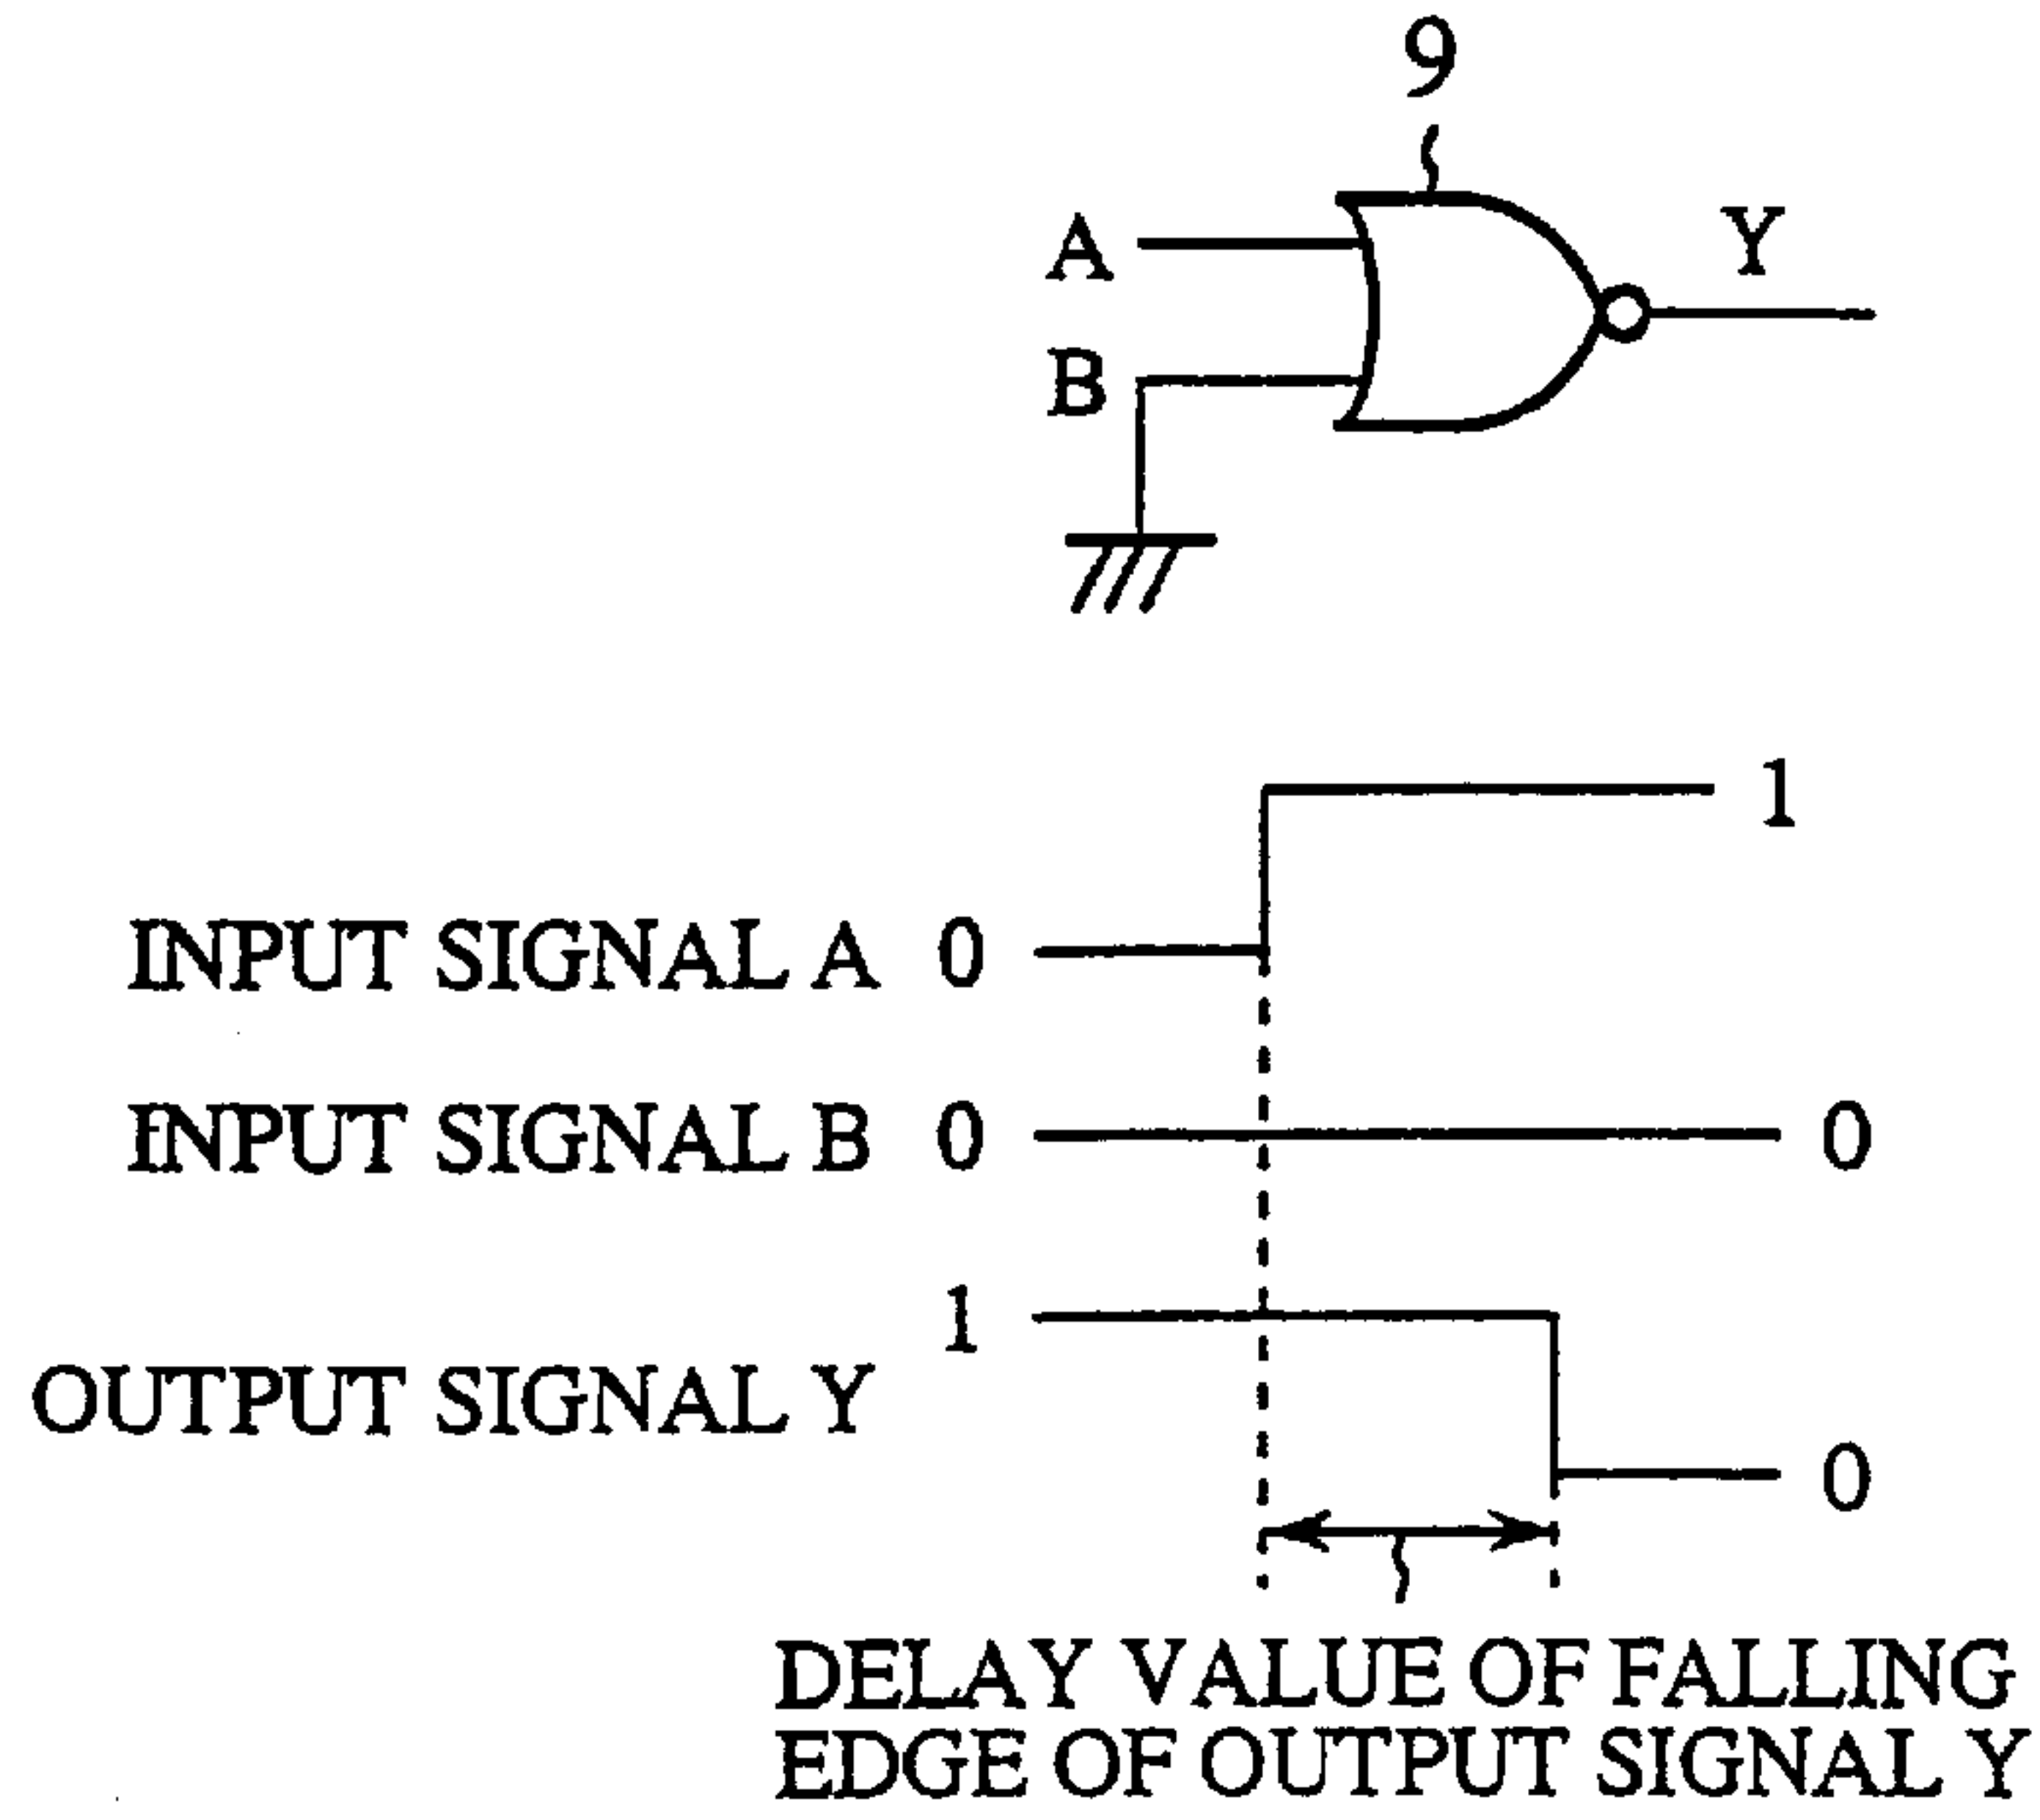 9
A
Y
B
1
INPUT SIGNAL A 0
INPUT SIGNAL B 0 0
1
OUTPUT SIGNAL Y
0
DELAY VALUE OF FALLING
EDGE OF OUTPUT SIGNAL Y